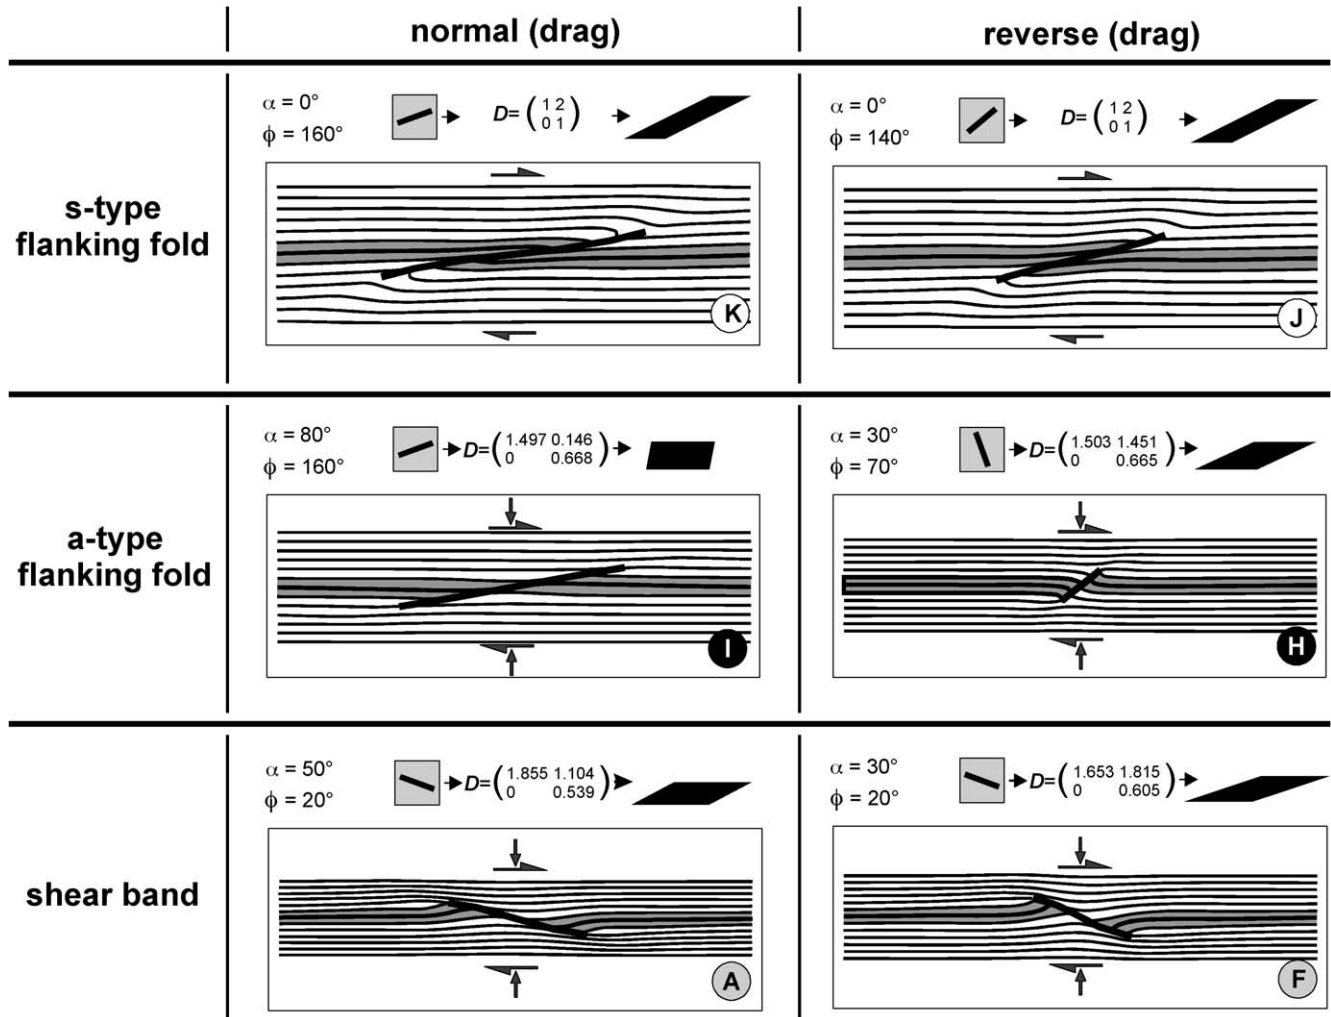 normal (drag)
reverse (drag)
s-type
flanking fold
α = 0°
ϕ = 160°
D= ( 1 2
0 1 )
K
α = 0°
ϕ = 140°
D= ( 1 2
0 1 )
J
a-type
flanking fold
α = 80°
ϕ = 160°
D= ( 1.497 0.146
0 0.668 )
I
α = 30°
ϕ = 70°
D= ( 1.503 1.451
0 0.665 )
H
shear band
α = 50°
ϕ = 20°
D= ( 1.855 1.104
0 0.539 )
A
α = 30°
ϕ = 20°
D= ( 1.653 1.815
0 0.605 )
F